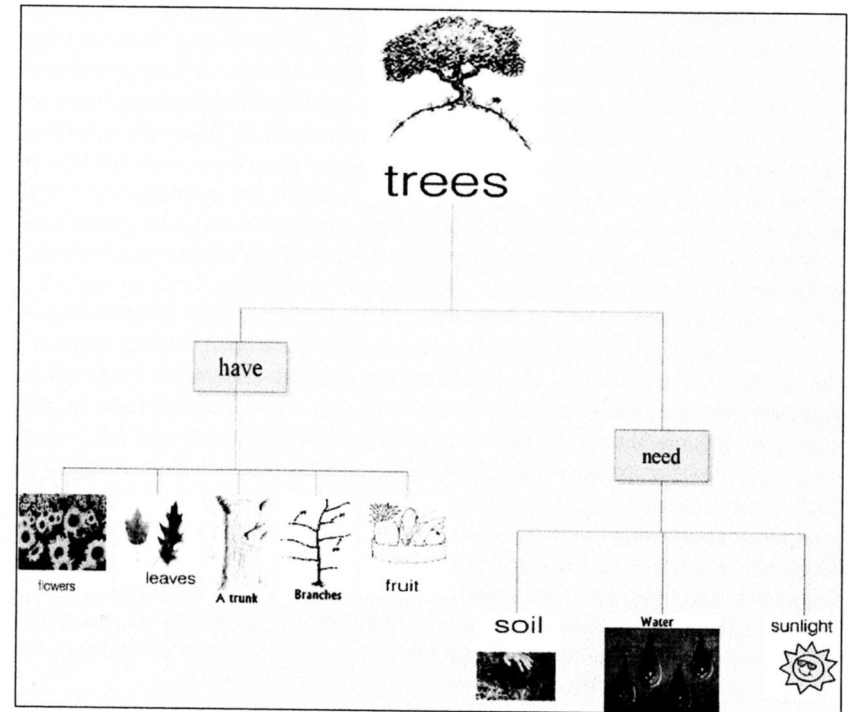 trees
have
need
flowers
leaves
A trunk
Branches
fruit
soil
Water
sunlight